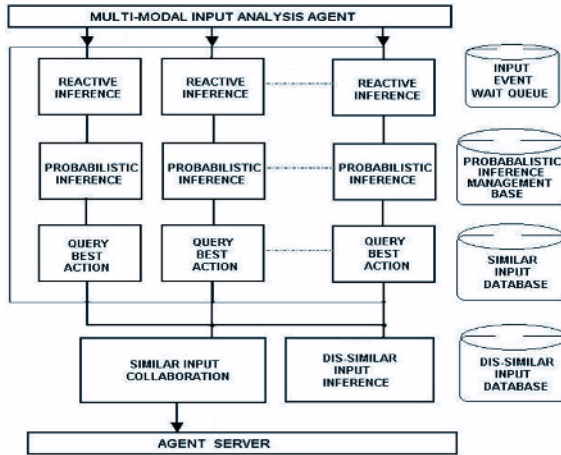 MULTI-MODAL INPUT ANALYSIS AGENT
REACTIVE
INFERENCE
REACTIVE
INFERENCE
REACTIVE
INFERENCE
INPUT
EVENT
WAIT QUEUE
PROBABILISTIC
INFERENCE
PROBABILISTIC
INFERENCE
PROBABILISTIC
INFERENCE
PROBABALISTIC
INFERENCE
MANAGEMENT
BASE
QUERY
BEST
ACTION
QUERY
BEST
ACTION
QUERY
BEST
ACTION
SIMILAR
INPUT
DATABASE
SIMILAR INPUT
COLLABORATION
DIS-SIMILAR
INPUT
INFERENCE
DIS-SIMILAR
INPUT
DATABASE
AGENT SERVER